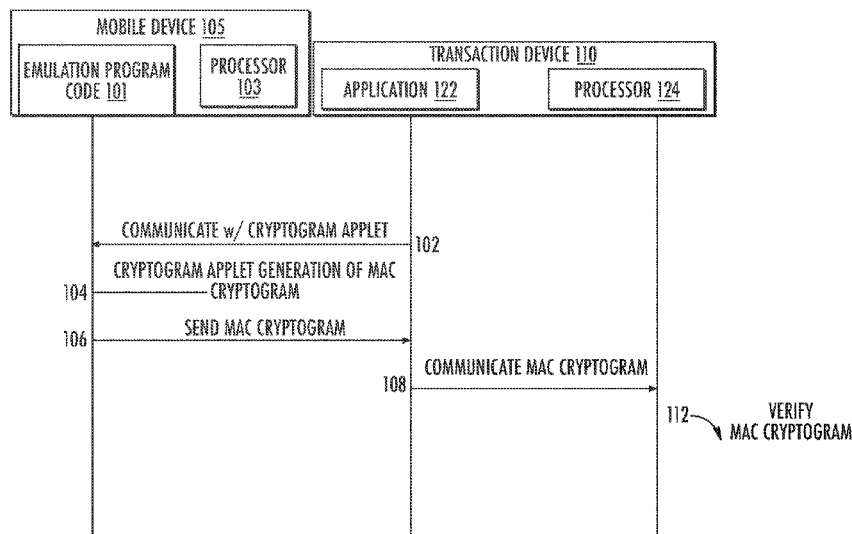 MOBILE DEVICE 105
EMULATION PROGRAM
CODE 101
PROCESSOR
103
TRANSACTION DEVICE 110
APPLICATION 122
PROCESSOR 124
COMMUNICATE w/ CRYPTOGRAM APPLET
102
CRYPTOGRAM APPLET GENERATION OF MAC
104
CRYPTOGRAM
SEND MAC CRYPTOGRAM
106
COMMUNICATE MAC CRYPTOGRAM
108
112
VERIFY
MAC CRYPTOGRAM